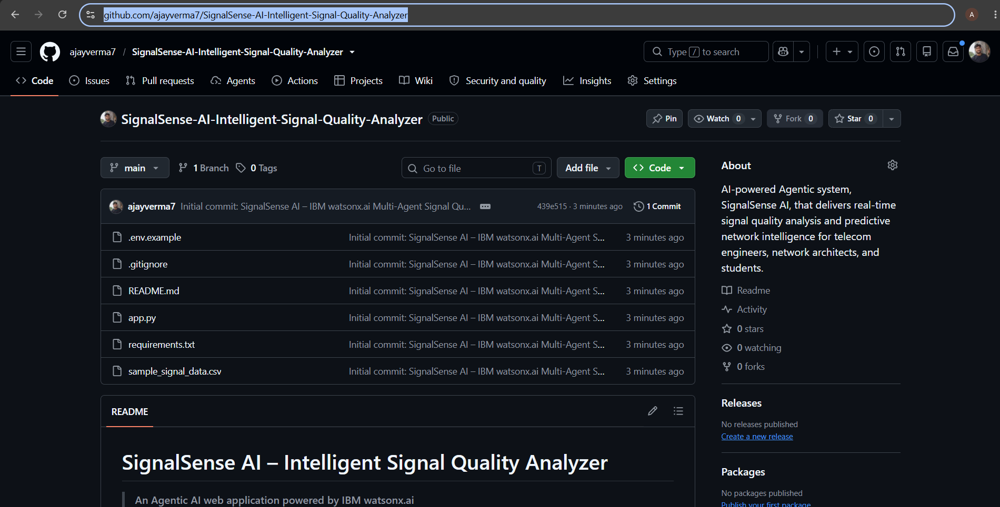 github.com/ajayverma7/SignalSense-AI-Intelligent-Signal-Quality-Analyzer
A
ajayverma7 / SignalSense-AI-Intelligent-Signal-Quality-Analyzer
Type / to search
Code Issues Pull requests Agents Actions Projects Wiki Security and quality Insights Settings
SignalSense-AI-Intelligent-Signal-Quality-Analyzer Public
Pin Watch 0 Fork 0 Star 0
main 1 Branch 0 Tags Go to file T Add file Code
ajayverma7 Initial commit: SignalSense AI – IBM watsonx.ai Multi-Agent Signal Qu... 439e515 · 3 minutes ago 1 Commit
.env.example Initial commit: SignalSense AI – IBM watsonx.ai Multi-Agent S... 3 minutes ago
.gitignore Initial commit: SignalSense AI – IBM watsonx.ai Multi-Agent S... 3 minutes ago
README.md Initial commit: SignalSense AI – IBM watsonx.ai Multi-Agent S... 3 minutes ago
app.py Initial commit: SignalSense AI – IBM watsonx.ai Multi-Agent S... 3 minutes ago
requirements.txt Initial commit: SignalSense AI – IBM watsonx.ai Multi-Agent S... 3 minutes ago
sample_signal_data.csv Initial commit: SignalSense AI – IBM watsonx.ai Multi-Agent S... 3 minutes ago
README
SignalSense AI – Intelligent Signal Quality Analyzer
An Agentic AI web application powered by IBM watsonx.ai
About
AI-powered Agentic system,
SignalSense AI, that delivers real-time
signal quality analysis and predictive
network intelligence for telecom
engineers, network architects, and
students.
Readme
Activity
0 stars
0 watching
0 forks
Releases
No releases published
Create a new release
Packages
No packages published
Publish your first package